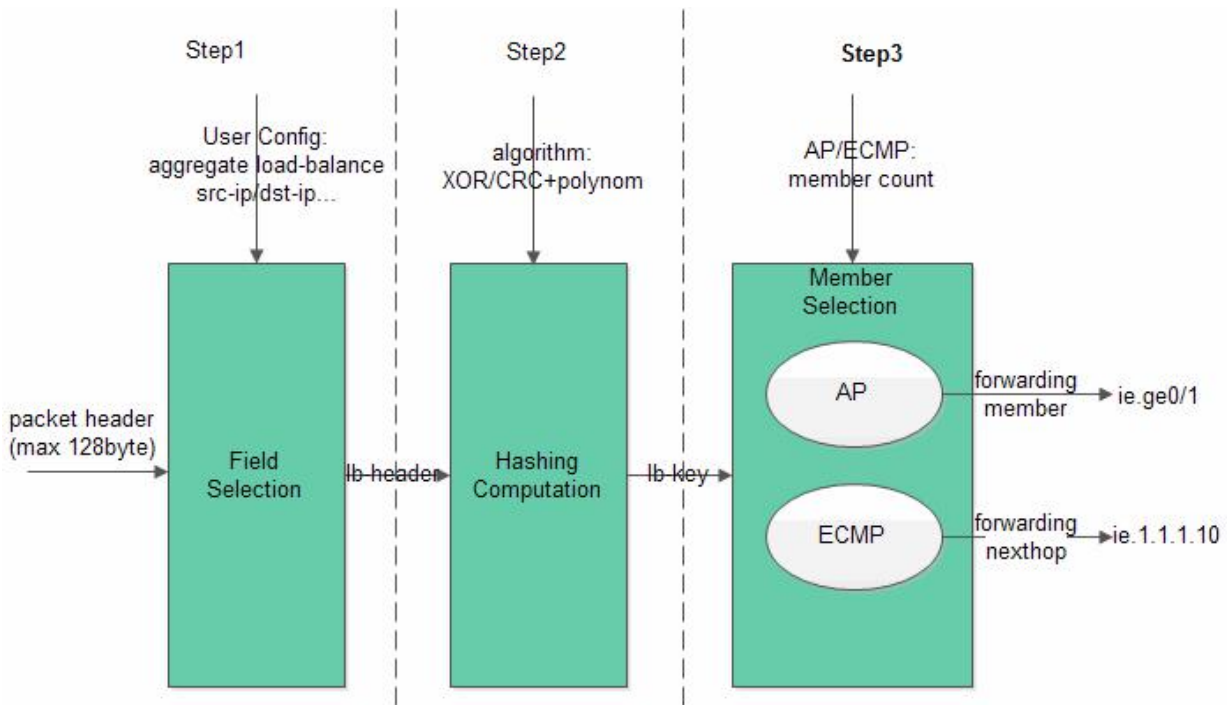 Step1
Step2
Step3
User Config:
aggregate load-balance
src-ip/dst-ip...
algorithm:
XOR/CRC+polynom
AP/ECMP:
member count
packet header
(max 128byte)
Field
Selection
lb header
Hashing
Computation
lb key
Member
Selection
AP
forwarding
member
ie.ge0/1
ECMP
forwarding
nexthop
ie.1.1.1.10